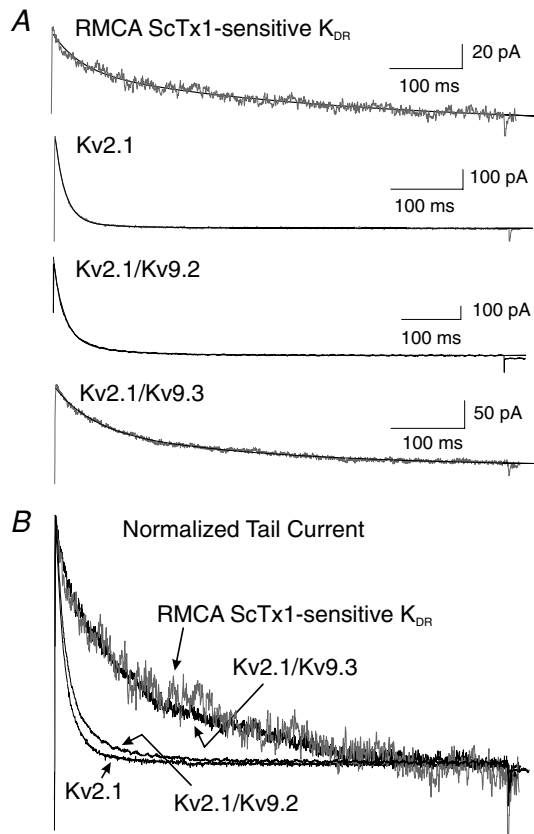 A
RMCA ScTx1-sensitive KDR
20 pA
100 ms
Kv2.1
100 pA
100 ms
Kv2.1/Kv9.2
100 pA
100 ms
Kv2.1/Kv9.3
50 pA
100 ms
B
Normalized Tail Current
RMCA ScTx1-sensitive KDR
Kv2.1/Kv9.3
Kv2.1
Kv2.1/Kv9.2